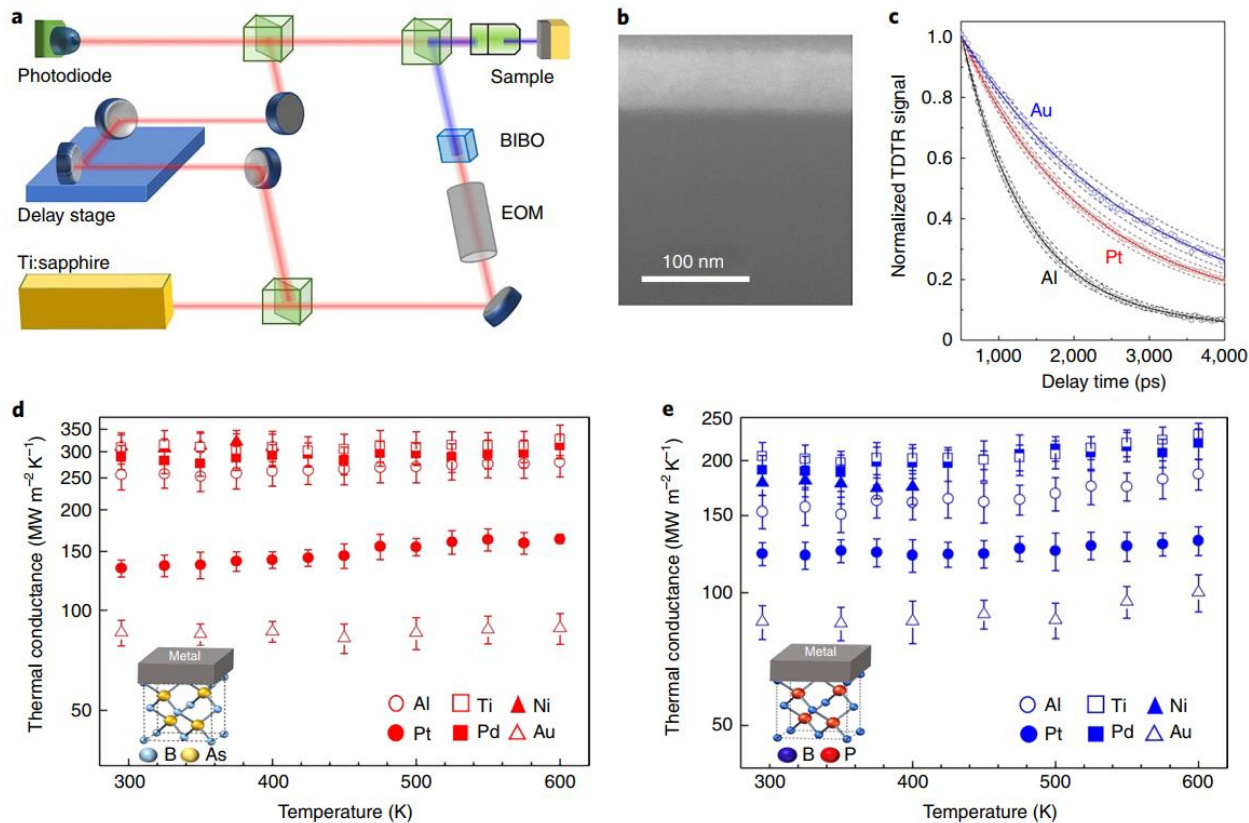 a
Photodiode
Sample
BIBO
Delay stage
EOM
Ti:sapphire
b
100 nm
c
Normalized TDTR signal
1.0
0.8
0.6
0.4
0.2
0
Au
Pt
Al
1,000
2,000
3,000
4,000
Delay time (ps)
d
Thermal conductance (MW m⁻² K⁻¹)
350
300
250
200
150
100
50
Metal
B As
Al Ti Ni
Pt Pd Au
300
400
500
600
Temperature (K)
e
Thermal conductance (MW m⁻² K⁻¹)
250
200
150
100
50
Metal
B P
Al Ti Ni
Pt Pd Au
300
400
500
600
Temperature (K)